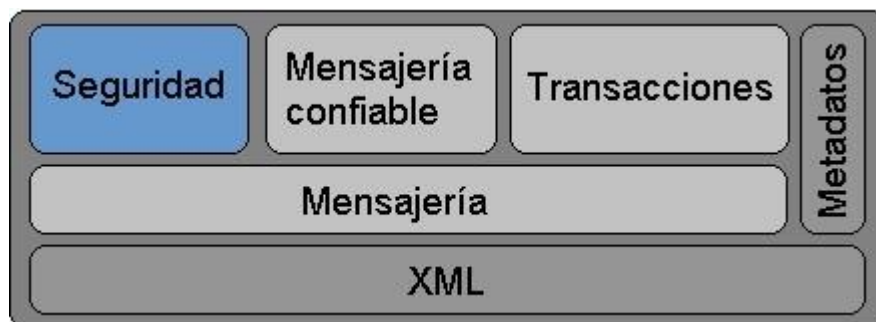 Seguridad
Mensajería
confiable
Transacciones
Metadatos
Mensajería
XML